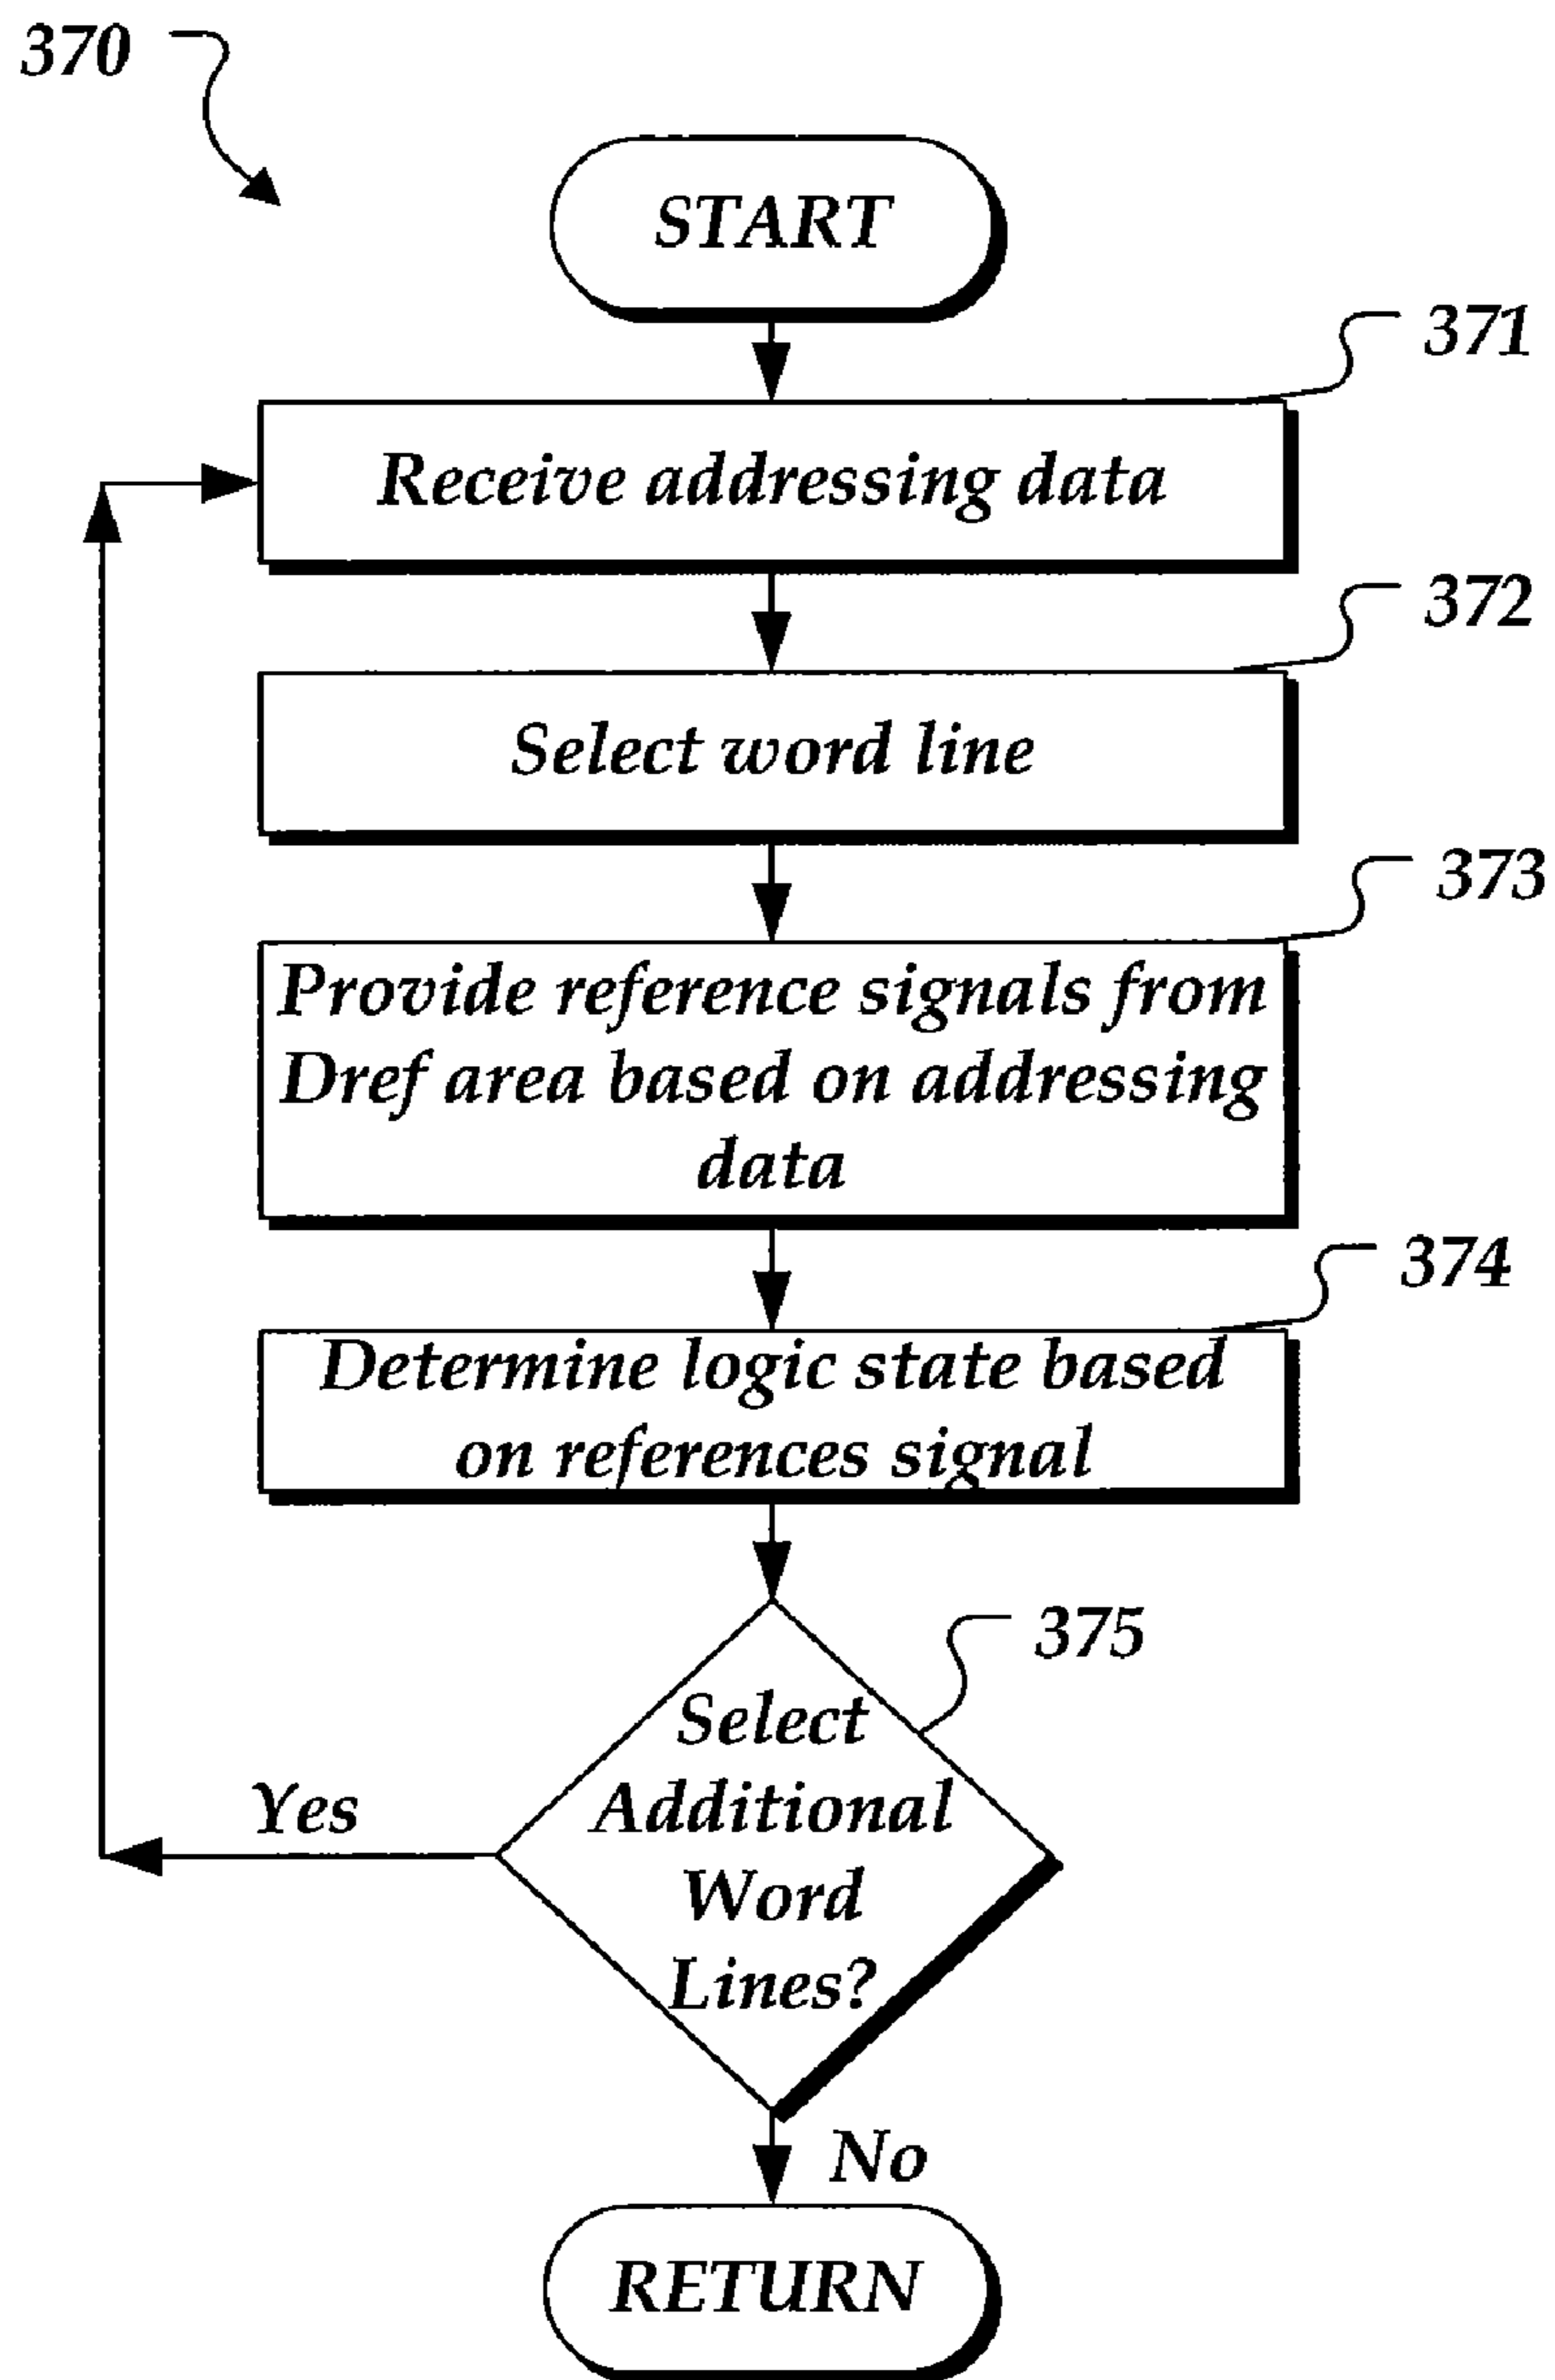 370
START
371
Receive addressing data
372
Select word line
373
Provide reference signals from
Dref area based on addressing
data
374
Determine logic state based
on references signal
375
Select
Additional
Word
Lines?
Yes
No
RETURN